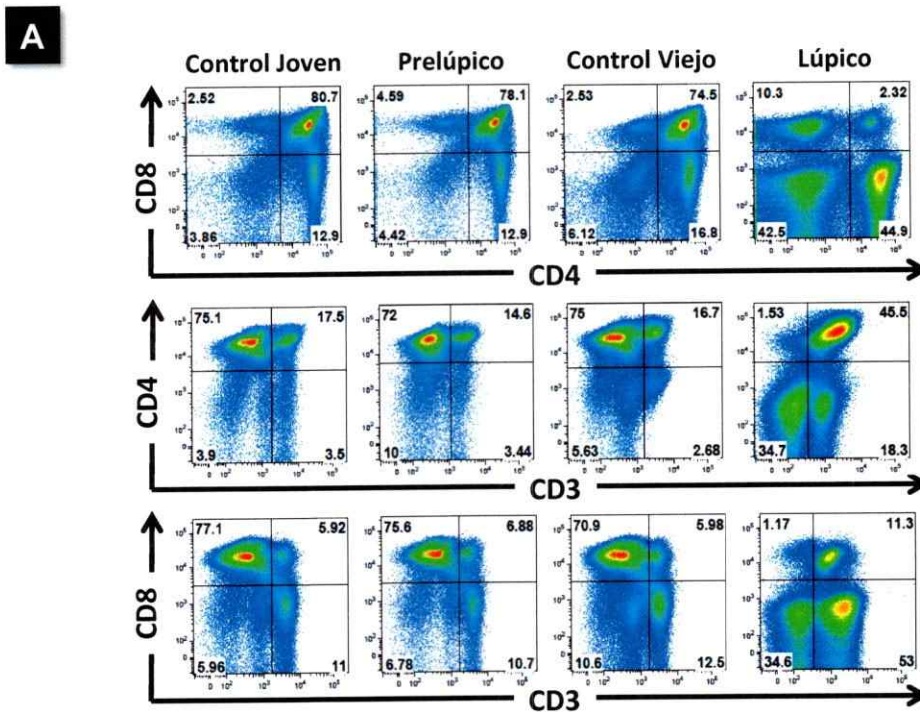 A
Control Joven Prelúpico Control Viejo Lúpico
2.52 80.7 4.59 78.1 2.53 74.5 10.3 2.32
CD8
3.86 12.9 4.42 12.9 6.12 16.8 42.5 44.9
CD4
75.1 17.5 72 14.6 75 16.7 1.53 45.5
CD4
3.9 3.5 10 3.44 5.63 2.68 34.7 18.3
CD3
77.1 5.92 75.6 6.88 70.9 5.98 1.17 11.3
CD8
5.96 11 6.78 10.7 10.6 12.5 34.6 53
CD3